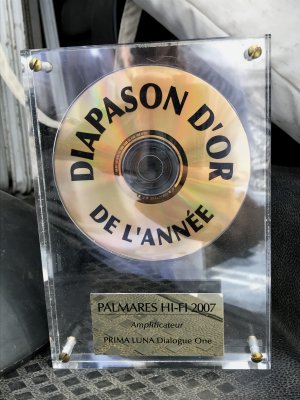 DIAPASON D'OR
DE L'ANNÉE
PALMARES HI-FI 2007
Amplificateur
PRIMA LUNA Dialogue One